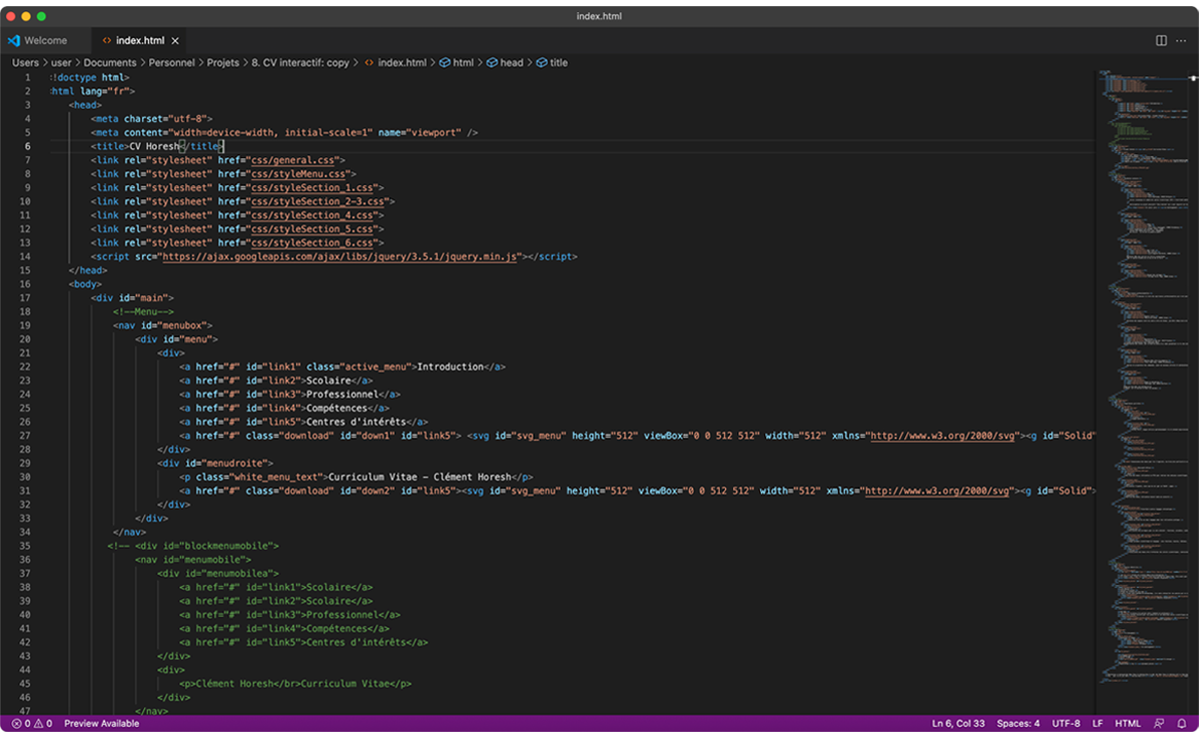 index.html
Welcome index.html
Users > user > Documents > Personnel > Projets > 8. CV interactif: copy > index.html > html > head > title
1 !doctype html>
2 html lang="fr">
3 <head>
4 <meta charset="utf-8">
5 <meta content="width=device-width, initial-scale=1" name="viewport" />
6 <title>CV Horesh</title>
7 <link rel="stylesheet" href="css/general.css">
8 <link rel="stylesheet" href="css/styleMenu.css">
9 <link rel="stylesheet" href="css/styleSection_1.css">
10 <link rel="stylesheet" href="css/styleSection_2-3.css">
11 <link rel="stylesheet" href="css/styleSection_4.css">
12 <link rel="stylesheet" href="css/styleSection_5.css">
13 <link rel="stylesheet" href="css/styleSection_6.css">
14 <script src="https://ajax.googleapis.com/ajax/libs/jquery/3.5.1/jquery.min.js"></script>
15 </head>
16 <body>
17 <div id="main">
18 <!--Menu-->
19 <nav id="menubox">
20 <div id="menu">
21 <div>
22 <a href="#" id="link1" class="active_menu">Introduction</a>
23 <a href="#" id="link2">Scolaire</a>
24 <a href="#" id="link3">Professionnel</a>
25 <a href="#" id="link4">Compétences</a>
26 <a href="#" id="link5">Centres d'intérêts</a>
27 <a href="#" class="download" id="down1" id="link5"> <svg id="svg_menu" height="512" viewBox="0 0 512 512" width="512" xmlns="http://www.w3.org/2000/svg"><g id="Solid"
28 </div>
29 <div id="menudroite">
30 <p class="white_menu_text">Curriculum Vitae - Clément Horesh</p>
31 <a href="#" class="download" id="down2" id="link5"><svg id="svg_menu" height="512" viewBox="0 0 512 512" width="512" xmlns="http://www.w3.org/2000/svg"><g id="Solid">
32 </div>
33 </div>
34 </nav>
35 <!-- <div id="blockmenumobile">
36 <nav id="menumobile">
37 <div id="menumobilea">
38 <a href="#" id="link1">Scolaire</a>
39 <a href="#" id="link2">Scolaire</a>
40 <a href="#" id="link3">Professionnel</a>
41 <a href="#" id="link4">Compétences</a>
42 <a href="#" id="link5">Centres d'intérêts</a>
43 </div>
44 <div>
45 <p>Clément Horesh</br>Curriculum Vitae</p>
46 </div>
47 </nav>
0 0 Preview Available Ln 6, Col 33 Spaces: 4 UTF-8 LF HTML